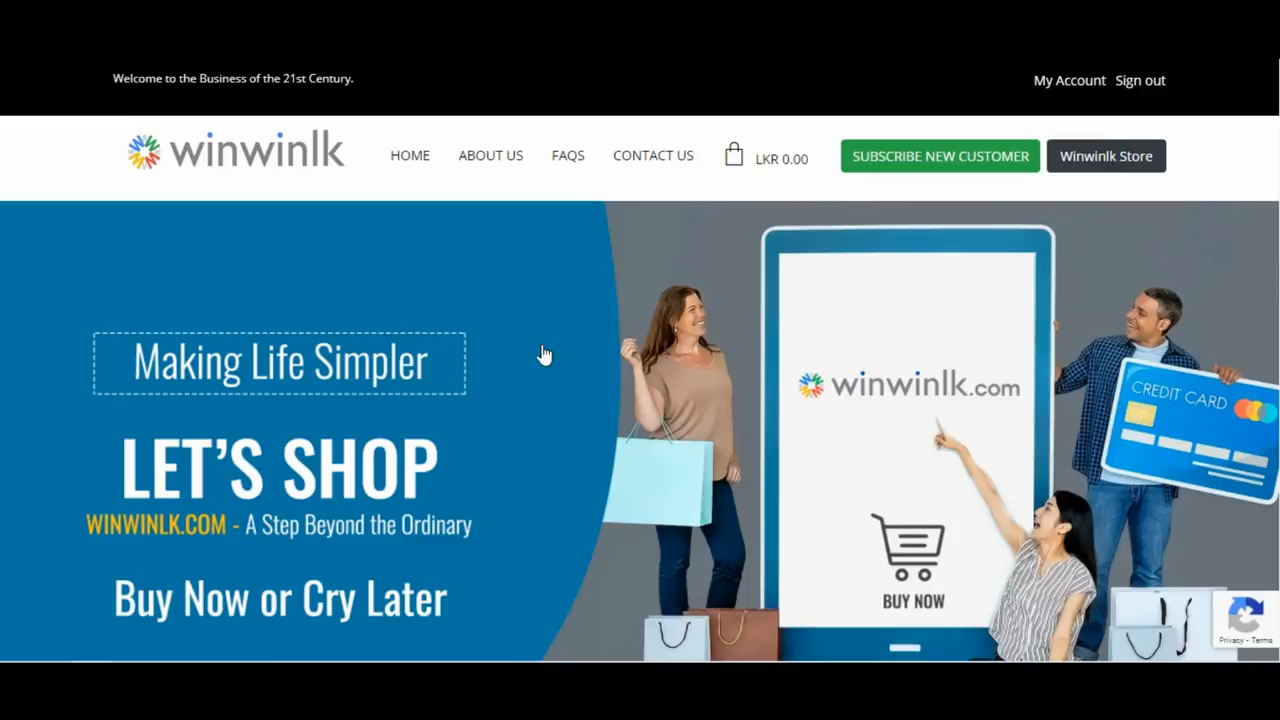 Welcome to the Business of the 21st Century.
My Account Sign out
winwinlk
HOME ABOUT US FAQS CONTACT US LKR 0.00 SUBSCRIBE NEW CUSTOMER Winwinlk Store
Making Life Simpler
LET'S SHOP
WINWINLK.COM - A Step Beyond the Ordinary
Buy Now or Cry Later
winwinlk.com
BUY NOW
CREDIT CARD
Privacy - Terms